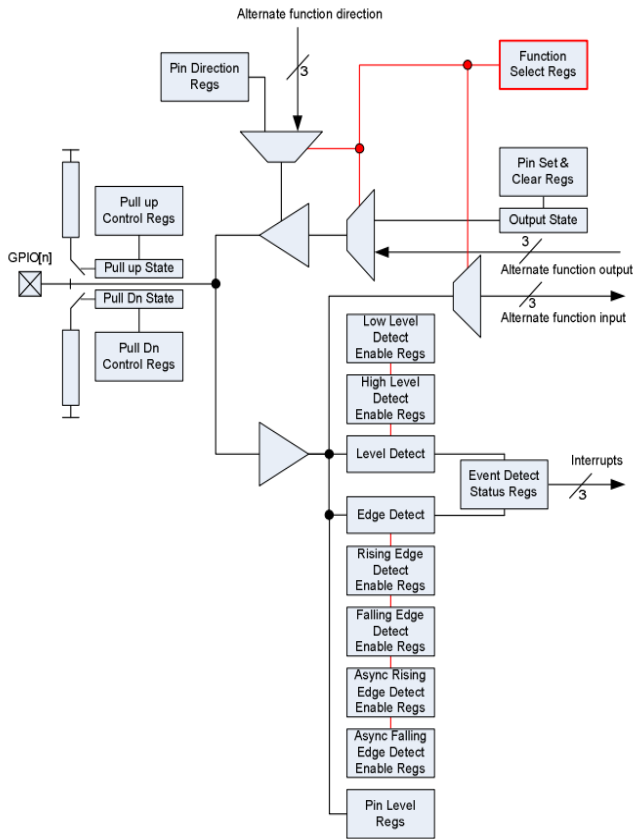 Alternate function direction
3
Pin Direction
Regs
Function
Select Regs
Pin Set &
Clear Regs
Output State
Pull up
Control Regs
Pull up State
GPIO[n]
Pull Dn State
Pull Dn
Control Regs
3
Alternate function output
3
Alternate function input
Low Level
Detect
Enable Regs
High Level
Detect
Enable Regs
Level Detect
Event Detect
Status Regs
Interrupts
3
Edge Detect
Rising Edge
Detect
Enable Regs
Falling Edge
Detect
Enable Regs
Async Rising
Edge Detect
Enable Regs
Async Falling
Edge Detect
Enable Regs
Pin Level
Regs